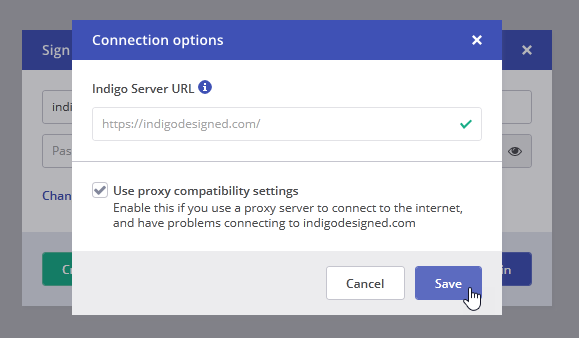 Sign
Connection options
Indigo Server URL
indi
https://indigodesigned.com/
Pas
Use proxy compatibility settings
Chan
Enable this if you use a proxy server to connect to the internet,
and have problems connecting to indigodesigned.com
Cr
Cancel
Save
in